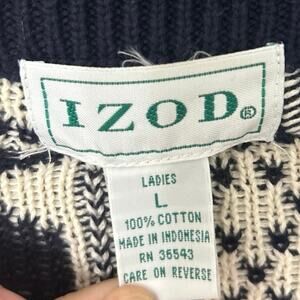 IZOD®
LADIES
L
100% COTTON
MADE IN INDONESIA
RN 36543
CARE ON REVERSE